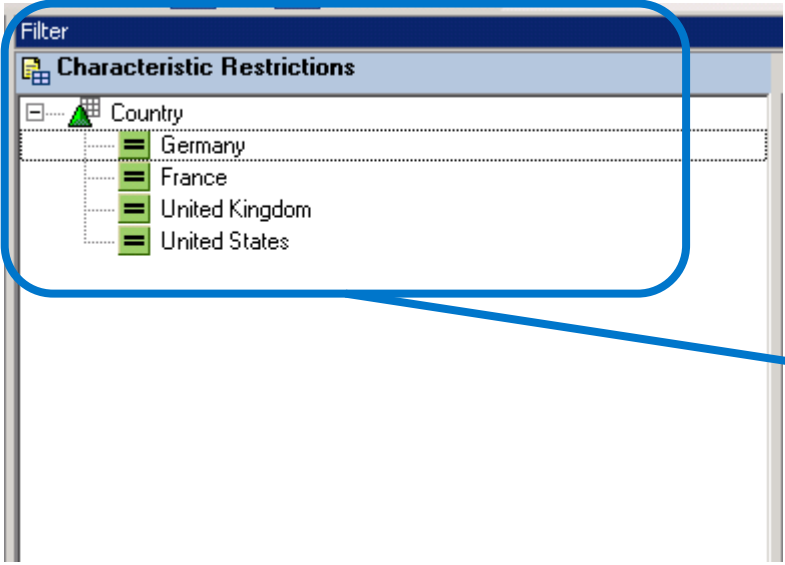 Filter
Characteristic Restrictions
Country
Germany
France
United Kingdom
United States